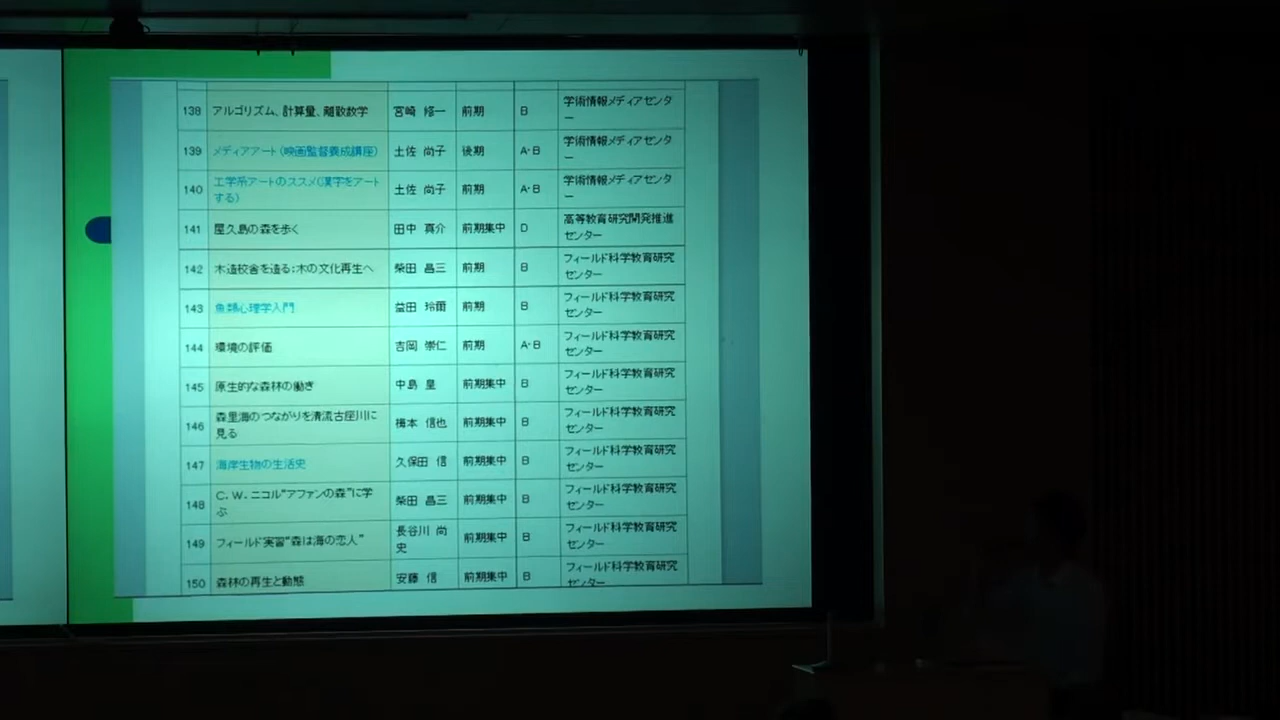 138 アルゴリズム、計算量、離散数学 宮崎 修一 前期 B 学術情報メディアセンタ
ー
139 メディアアート(映画監督養成講座) 土佐 尚子 後期 A・B 学術情報メディアセンタ
ー
140 工学系アートのススメ(漢字をアート
する) 土佐 尚子 前期 A・B 学術情報メディアセンタ
ー
141 屋久島の森を歩く 田中 真介 前期集中 D 高等教育研究開発推進
センター
142 木造校舎を造る:木の文化再生へ 柴田 昌三 前期 B フィールド科学教育研究
センター
143 魚類心理学入門 益田 玲爾 前期 B フィールド科学教育研究
センター
144 環境の評価 吉岡 崇仁 前期 A・B フィールド科学教育研究
センター
145 原生的な森林の働き 中島 皇 前期集中 B フィールド科学教育研究
センター
146 森里海のつながりを清流古座川に
見る 梅本 信也 前期集中 B フィールド科学教育研究
センター
147 海岸生物の生活史 久保田 信 前期集中 B フィールド科学教育研究
センター
148 C.W.ニコル“アファンの森”に学
ぶ 柴田 昌三 前期集中 B フィールド科学教育研究
センター
149 フィールド実習“森は海の恋人” 長谷川 尚
史 前期集中 B フィールド科学教育研究
センター
150 森林の再生と動態 安藤 信 前期集中 B フィールド科学教育研究
センター